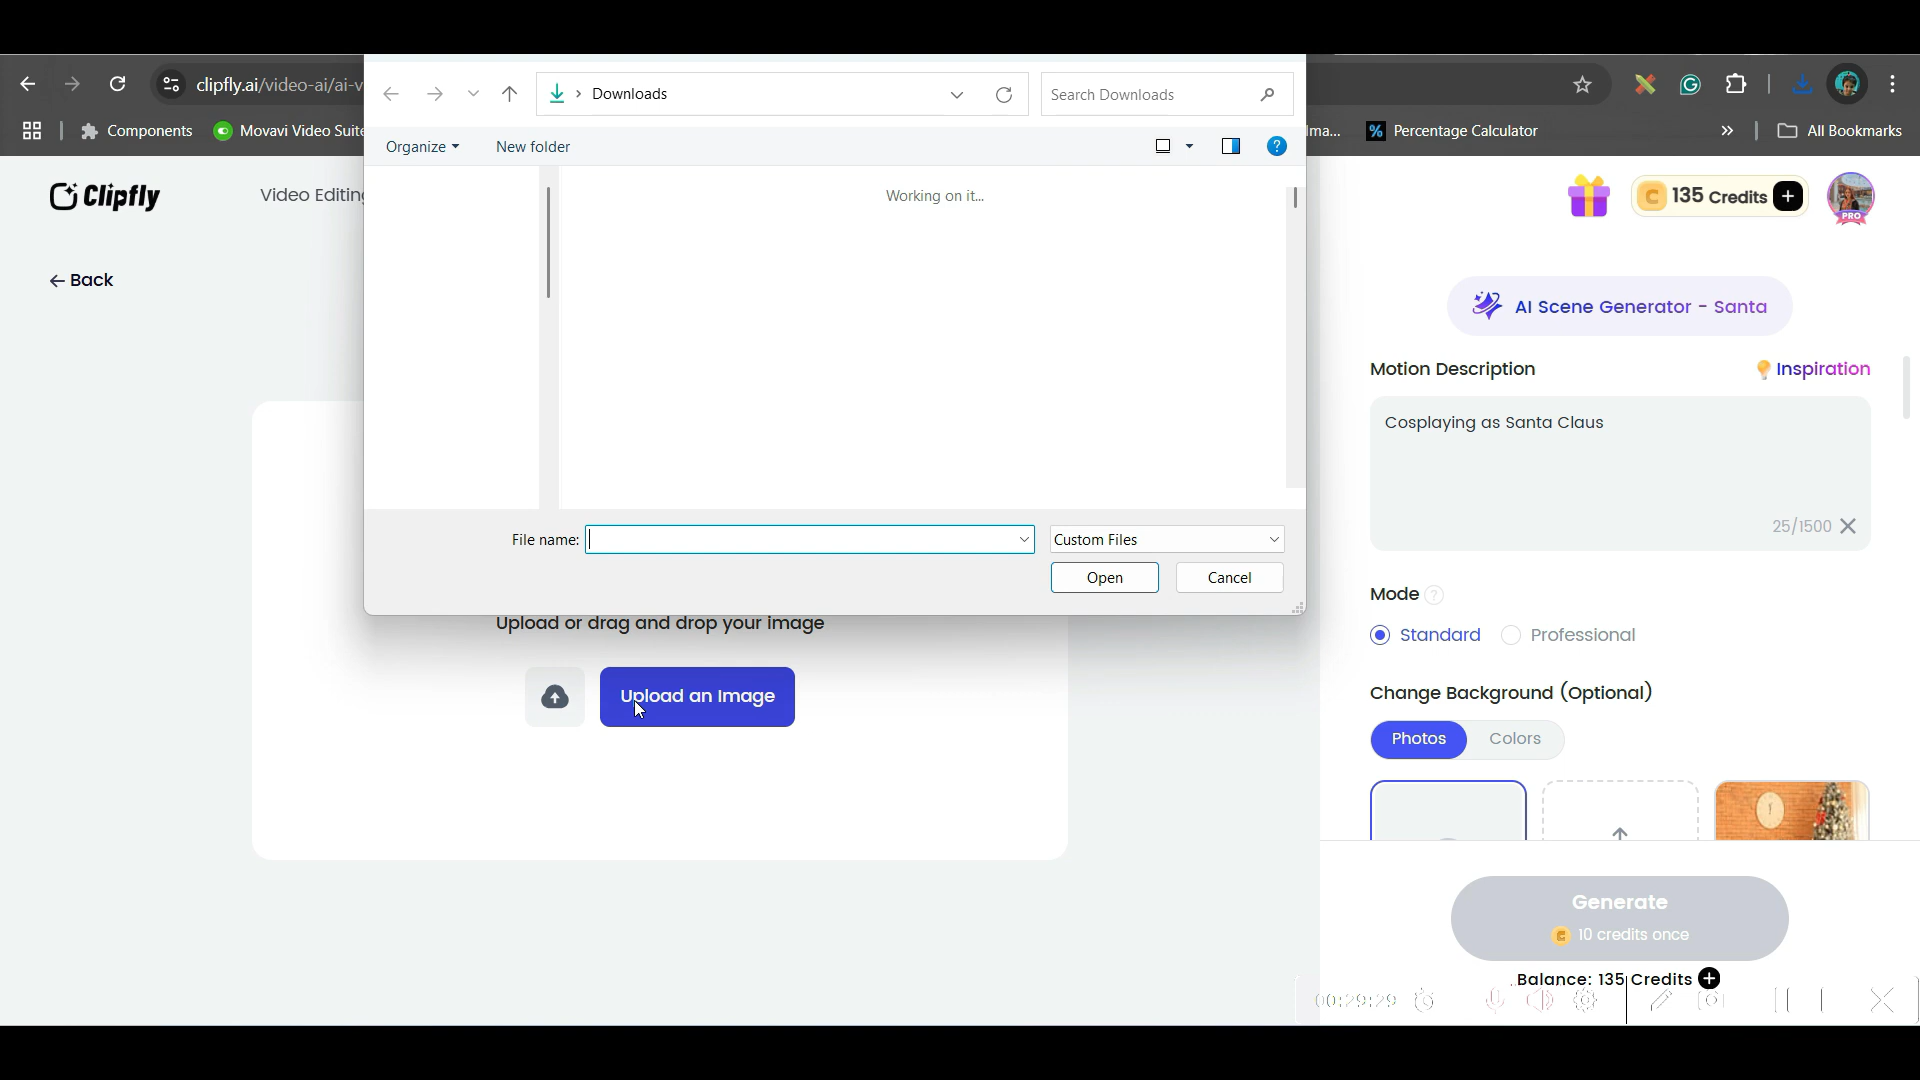 clipfly.ai/video-ai/ai-v
Downloads
Search Downloads
Components
Movavi Video Suite
Organize
New folder
Ima...
Percentage Calculator
All Bookmarks
Clipfly
Video Editing
Working on it...
135 Credits
PRO
Back
AI Scene Generator - Santa
Motion Description
Inspiration
Cosplaying as Santa Claus
25/1500
File name:
Custom Files
Open
Cancel
Upload or drag and drop your image
Upload an Image
Mode
Standard
Professional
Change Background (Optional)
Photos
Colors
Generate
10 credits once
Balance: 135 Credits
00:29:29